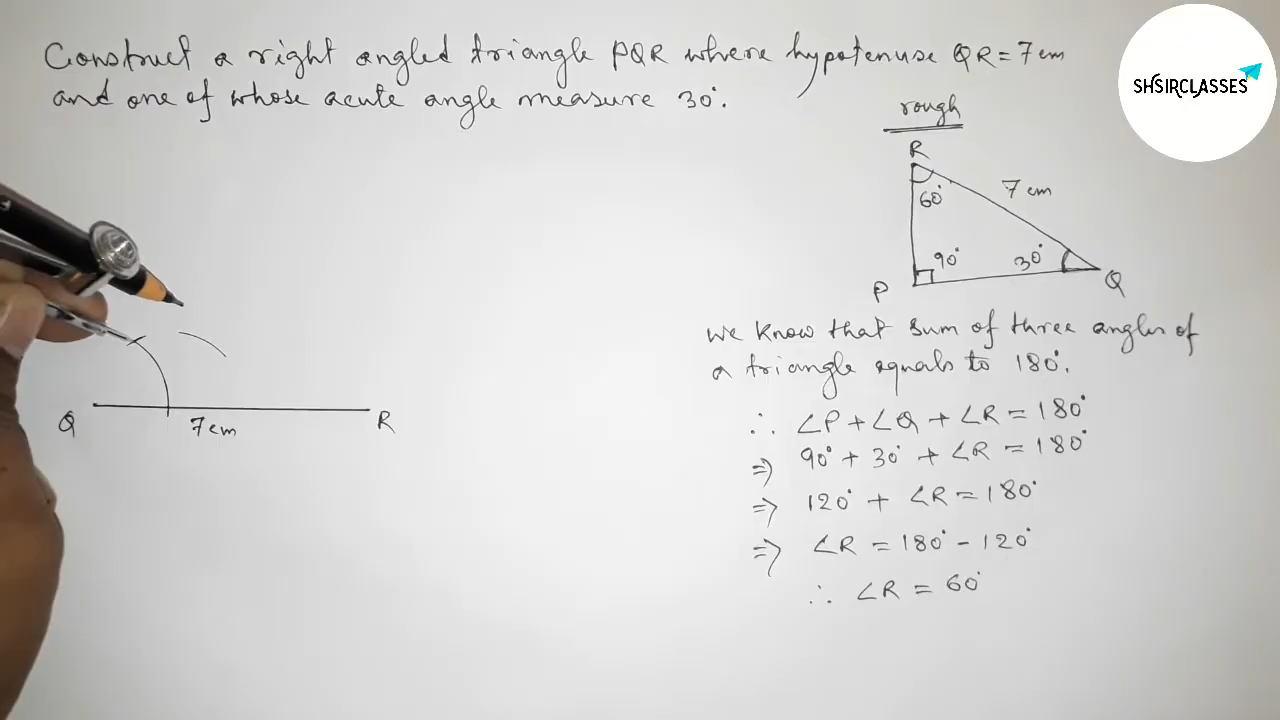 Construct a right angled triangle PQR where hypotenuse QR = 7 cm
and one of whose acute angle measure 30°.
SHSIRCLASSES
rough
R
60°
7 cm
90°
30°
P
Q
We know that sum of three angles of
a triangle equals to 180°.
∴ ∠P + ∠Q + ∠R = 180°
⇒ 90° + 30° + ∠R = 180°
⇒ 120° + ∠R = 180°
⇒ ∠R = 180° - 120°
∴ ∠R = 60°
Q
7 cm
R